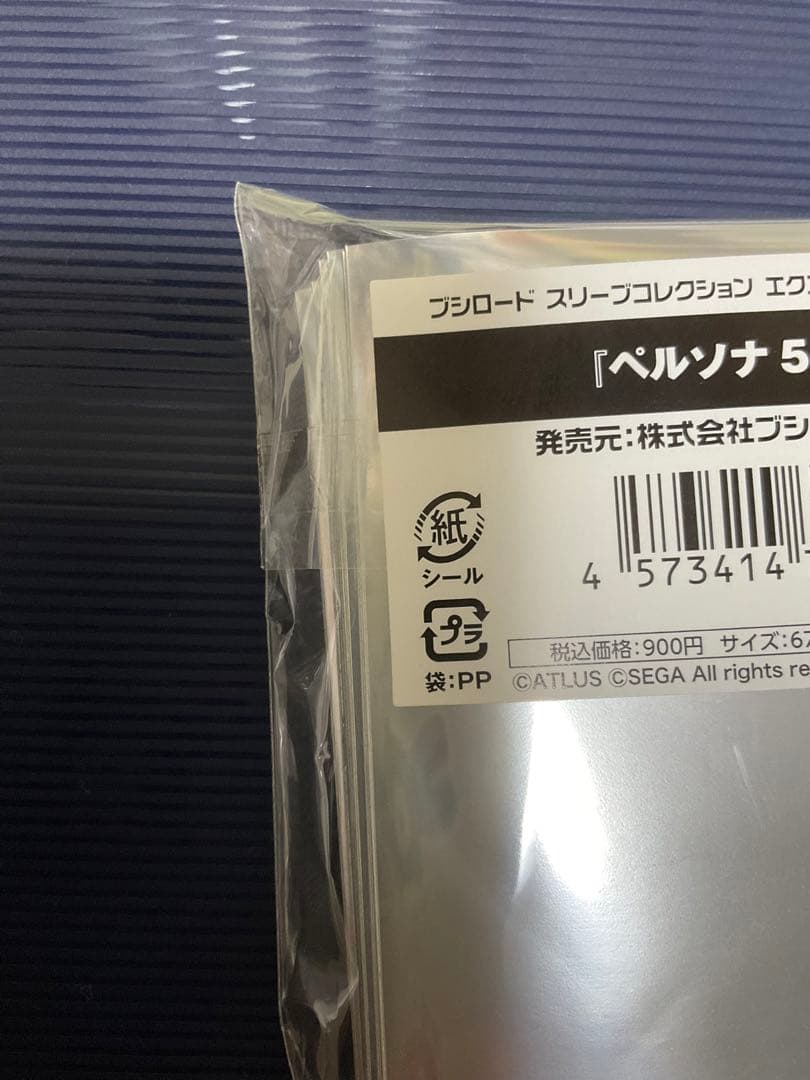 ブシロード スリーブコレクション エク
『ペルソナ 5
発売元:株式会社ブシ
紙
シール
4 573414
プラ
袋:PP
税込価格:900円 サイズ:67
©ATLUS ©SEGA All rights re